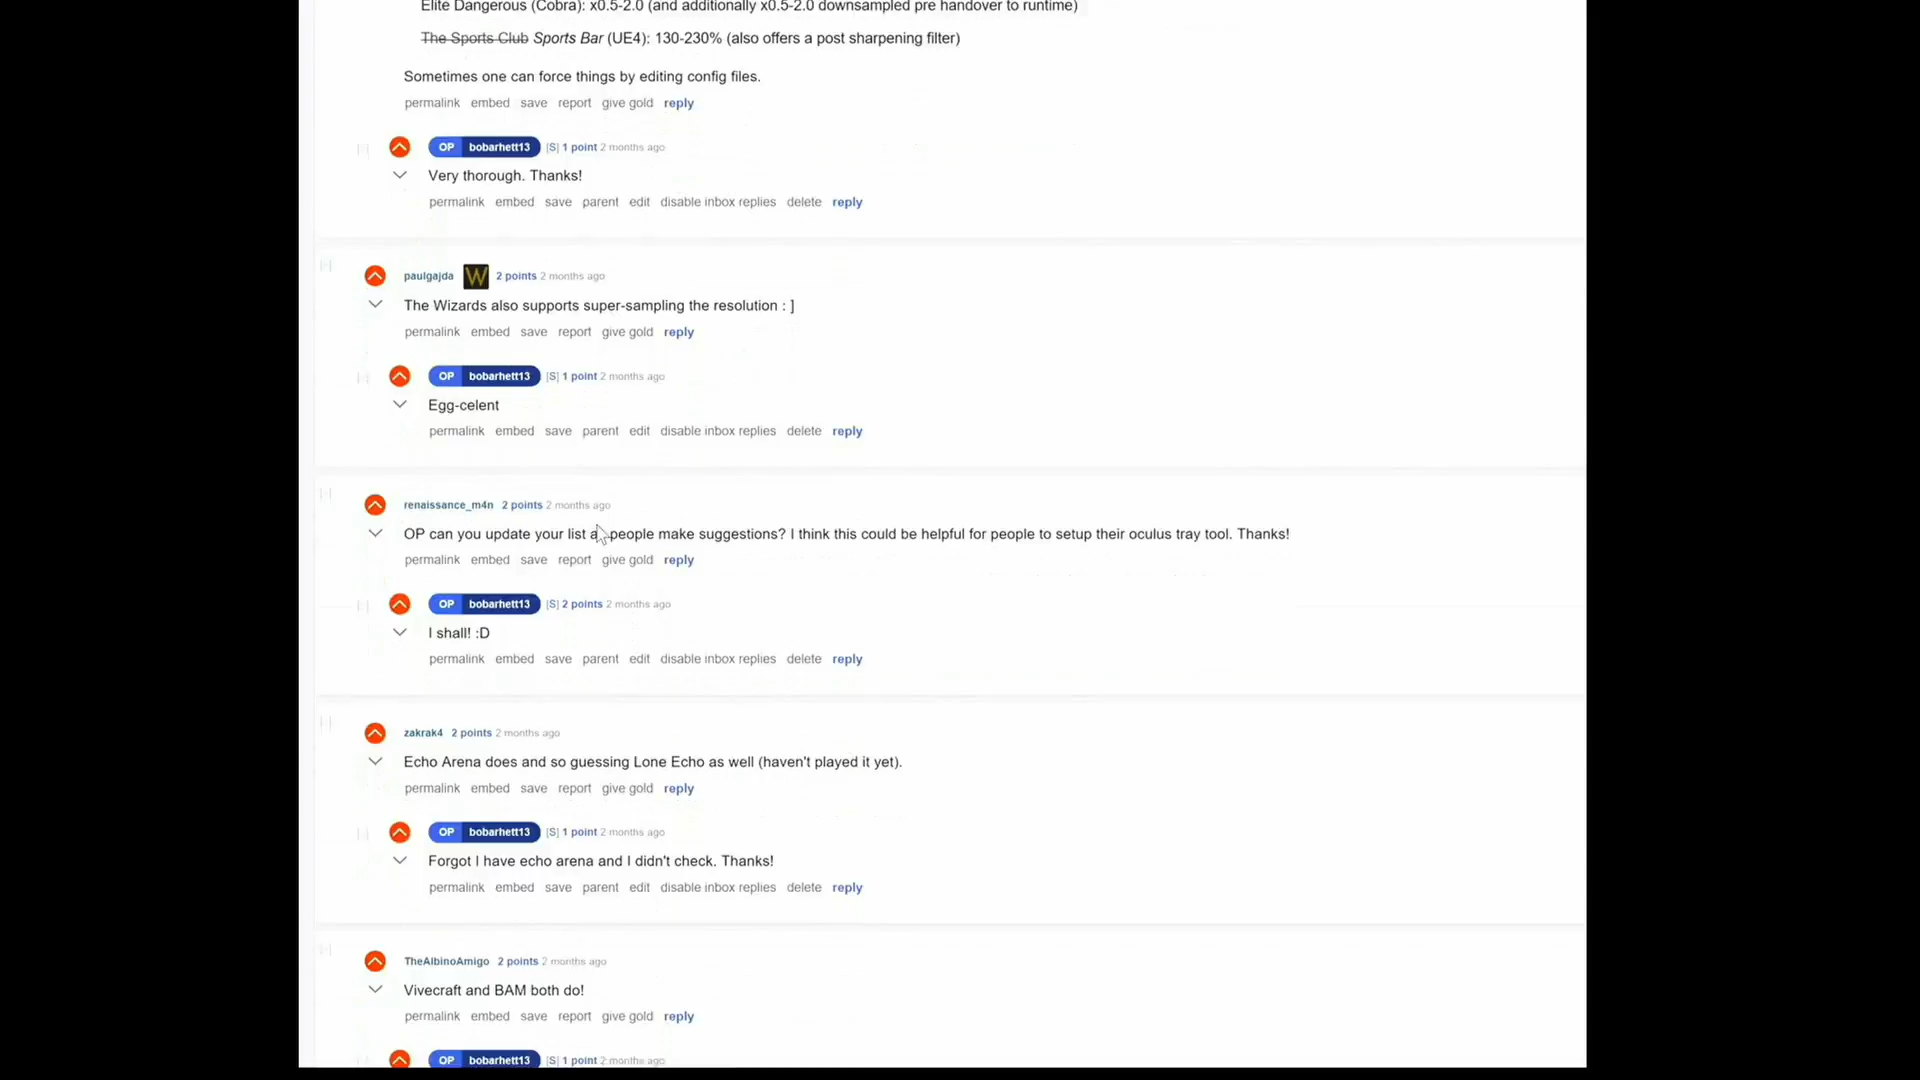 Elite Dangerous (Cobra): x0.5-2.0 (and additionally x0.5-2.0 downsampled pre handover to runtime)
The Sports Club Sports Bar (UE4): 130-230% (also offers a post sharpening filter)
Sometimes one can force things by editing config files.
permalink embed save report give gold reply
OP bobarhett13 [S] 1 point 2 months ago
Very thorough. Thanks!
permalink embed save parent edit disable inbox replies delete reply
paulgajda W 2 points 2 months ago
The Wizards also supports super-sampling the resolution : ]
permalink embed save report give gold reply
OP bobarhett13 [S] 1 point 2 months ago
Egg-celent
permalink embed save parent edit disable inbox replies delete reply
renaissance_m4n 2 points 2 months ago
OP can you update your list people make suggestions? I think this could be helpful for people to setup their oculus tray tool. Thanks!
permalink embed save report give gold reply
OP bobarhett13 [S] 2 points 2 months ago
I shall! :D
permalink embed save parent edit disable inbox replies delete reply
zakrak4 2 points 2 months ago
Echo Arena does and so guessing Lone Echo as well (haven't played it yet).
permalink embed save report give gold reply
OP bobarhett13 [S] 1 point 2 months ago
Forgot I have echo arena and I didn't check. Thanks!
permalink embed save parent edit disable inbox replies delete reply
TheAlbinoAmigo 2 points 2 months ago
Vivecraft and BAM both do!
permalink embed save report give gold reply
OP bobarhett13 [S] 1 point 2 months ago